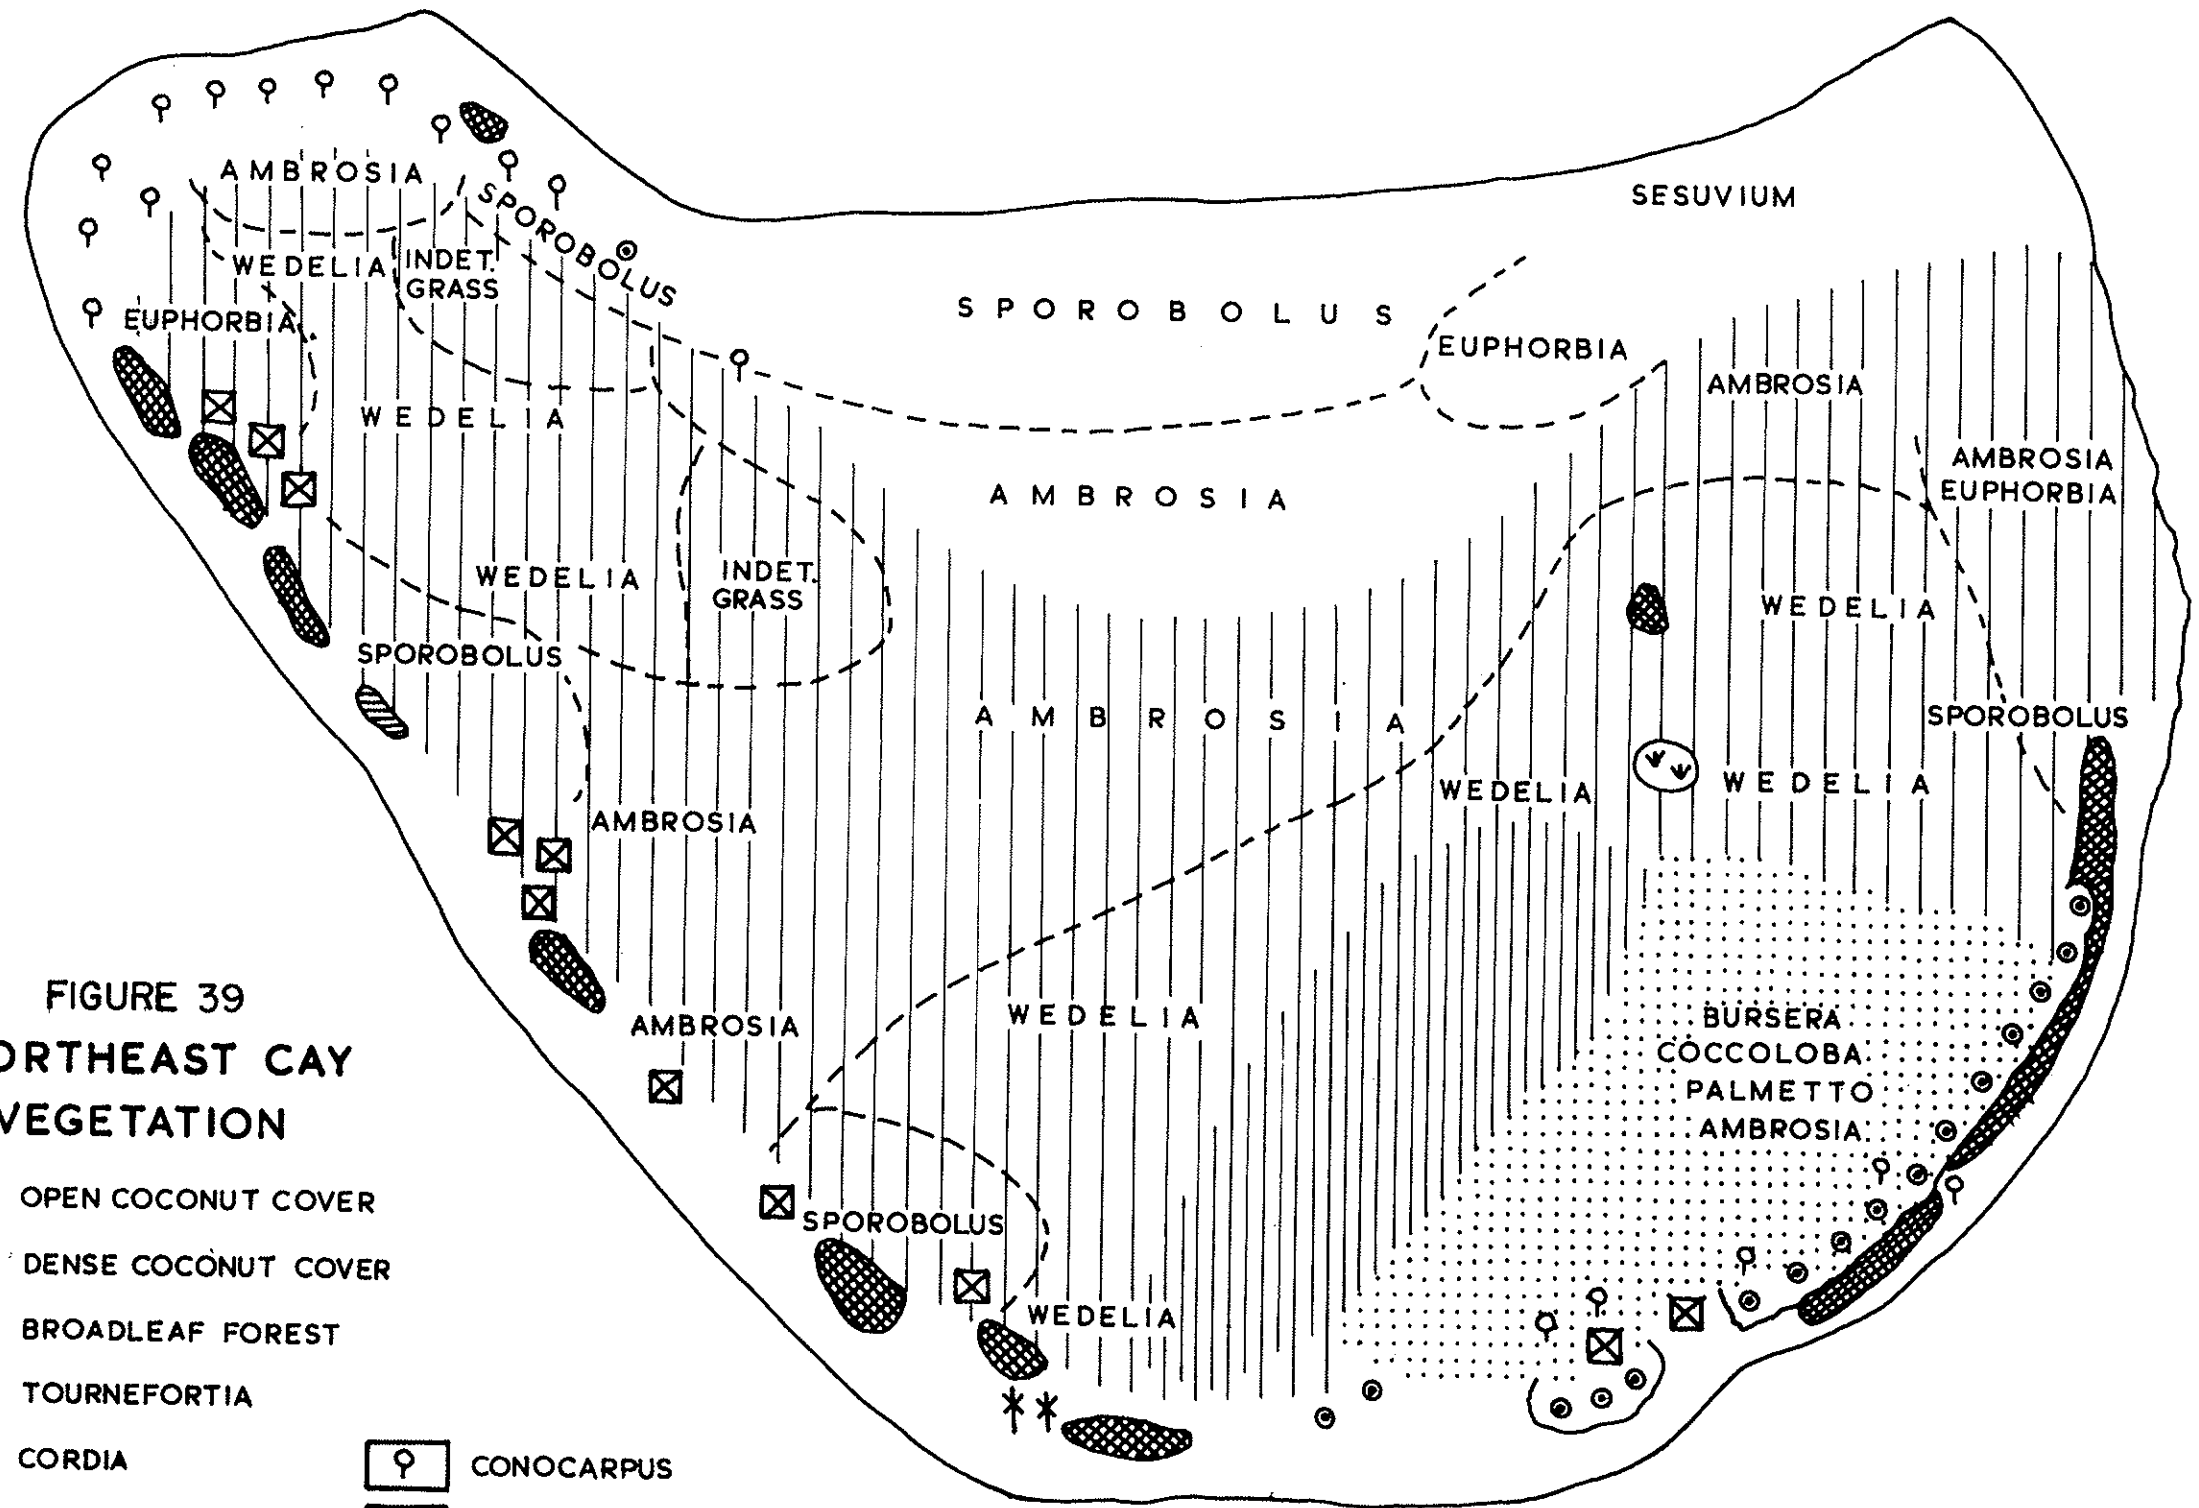 SESUVIUM
AMBROSIA
SPOROBOLUS
WEDELIA
INDET.
GRASS
EUPHORBIA
SPOROBOLUS
EUPHORBIA
AMBROSIA
WEDELIA
AMBROSIA
EUPHORBIA
AMBROSIA
WEDELIA
INDET.
GRASS
WEDELIA
SPOROBOLUS
AMBROSIA
SPOROBOLUS
WEDELIA
WEDELIA
AMBROSIA
AMBROSIA
WEDELIA
BURSERA
COCCOLOBA
PALMETTO
AMBROSIA
SPOROBOLUS
WEDELIA
FIGURE 39
ORTHEAST CAY
VEGETATION
OPEN COCONUT COVER
DENSE COCONUT COVER
BROADLEAF FOREST
TOURNEFORTIA
CORDIA
CONOCARPUS